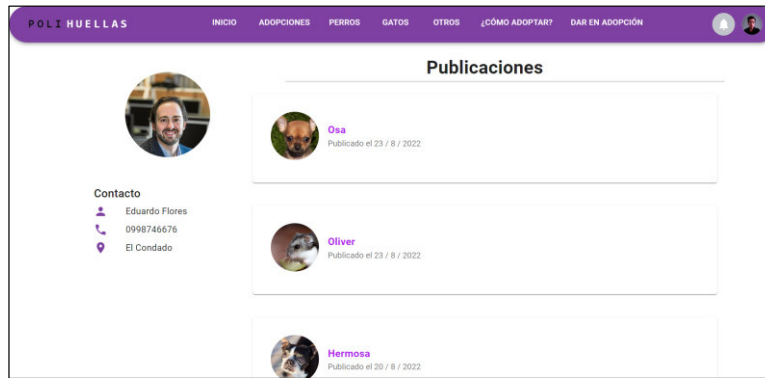 POLI HUELLAS
INICIO ADOPCIONES PERROS GATOS OTROS ¿CÓMO ADOPTAR? DAR EN ADOPCIÓN
Publicaciones
Osa
Publicado el 23 / 8 / 2022
Contacto
Eduardo Flores
0998746676
El Condado
Oliver
Publicado el 23 / 8 / 2022
Hermosa
Publicado el 20 / 8 / 2022